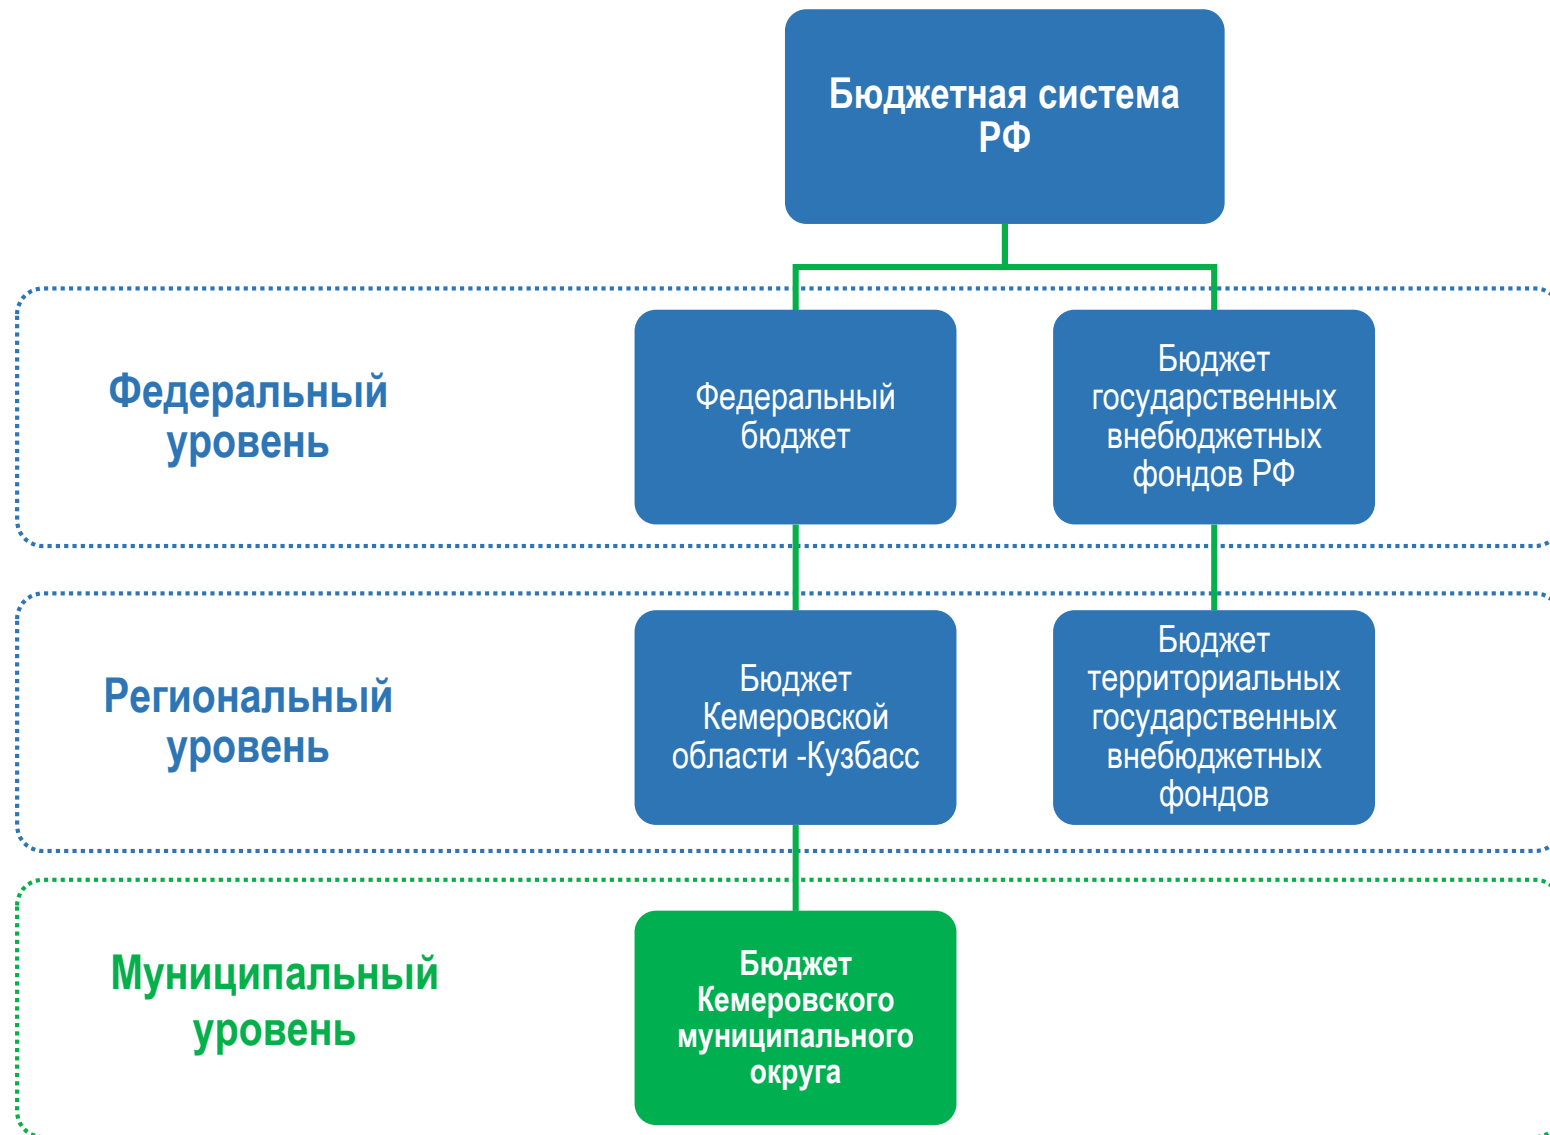 Бюджетная система
РФ
Федеральный
уровень
Федеральный
бюджет
Бюджет
государственных
внебюджетных
фондов РФ
Региональный
уровень
Бюджет
Кемеровской
области -Кузбасс
Бюджет
территориальных
государственных
внебюджетных
фондов
Муниципальный
уровень
Бюджет
Кемеровского
муниципального
округа